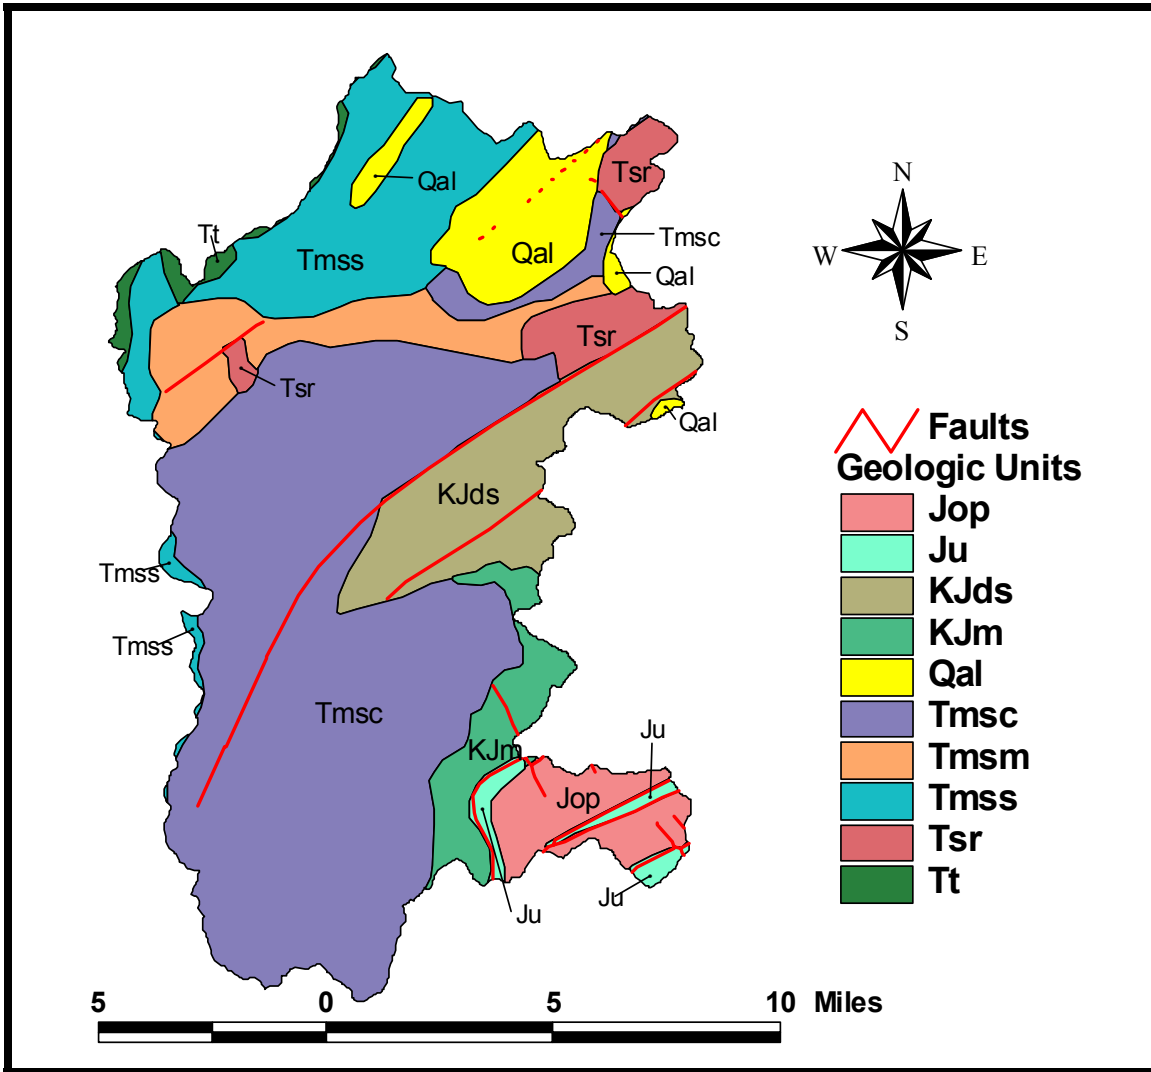 Qal
Tsr
N
Tt
Tmsc
Tmss
Qal
W
E
Qal
S
Tsr
Tsr
Qal
Faults
Geologic Units
KJds
Jop
Ju
Tmss
KJds
KJm
Tmss
Qal
Tmsc
Tmsc
Ju
KJm
Tmsm
Jop
Tmss
Tsr
Ju
Tt
Ju
5 0 5 10 Miles